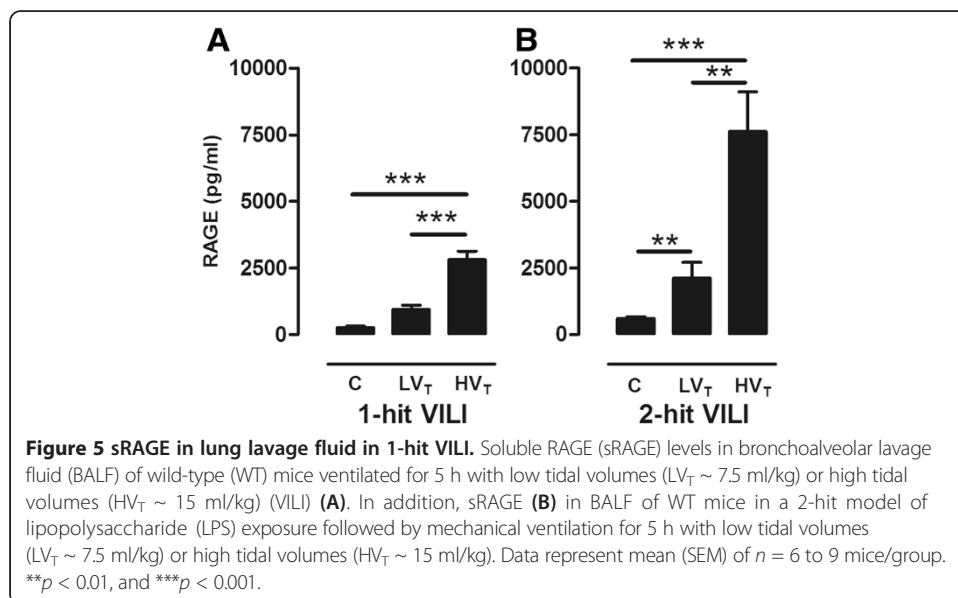 A
10000
7500
5000
2500
0
RAGE (pg/ml)
***
***
C LVT HVT
1-hit VILI
B
10000
7500
5000
2500
0
***
**
**
C LVT HVT
2-hit VILI
Figure 5 sRAGE in lung lavage fluid in 1-hit VILI. Soluble RAGE (sRAGE) levels in bronchoalveolar lavage
fluid (BALF) of wild-type (WT) mice ventilated for 5 h with low tidal volumes (LVT ~ 7.5 ml/kg) or high tidal
volumes (HVT ~ 15 ml/kg) (VILI) (A). In addition, sRAGE (B) in BALF of WT mice in a 2-hit model of
lipopolysaccharide (LPS) exposure followed by mechanical ventilation for 5 h with low tidal volumes
(LVT ~ 7.5 ml/kg) or high tidal volumes (HVT ~ 15 ml/kg). Data represent mean (SEM) of n = 6 to 9 mice/group.
**p < 0.01, and ***p < 0.001.